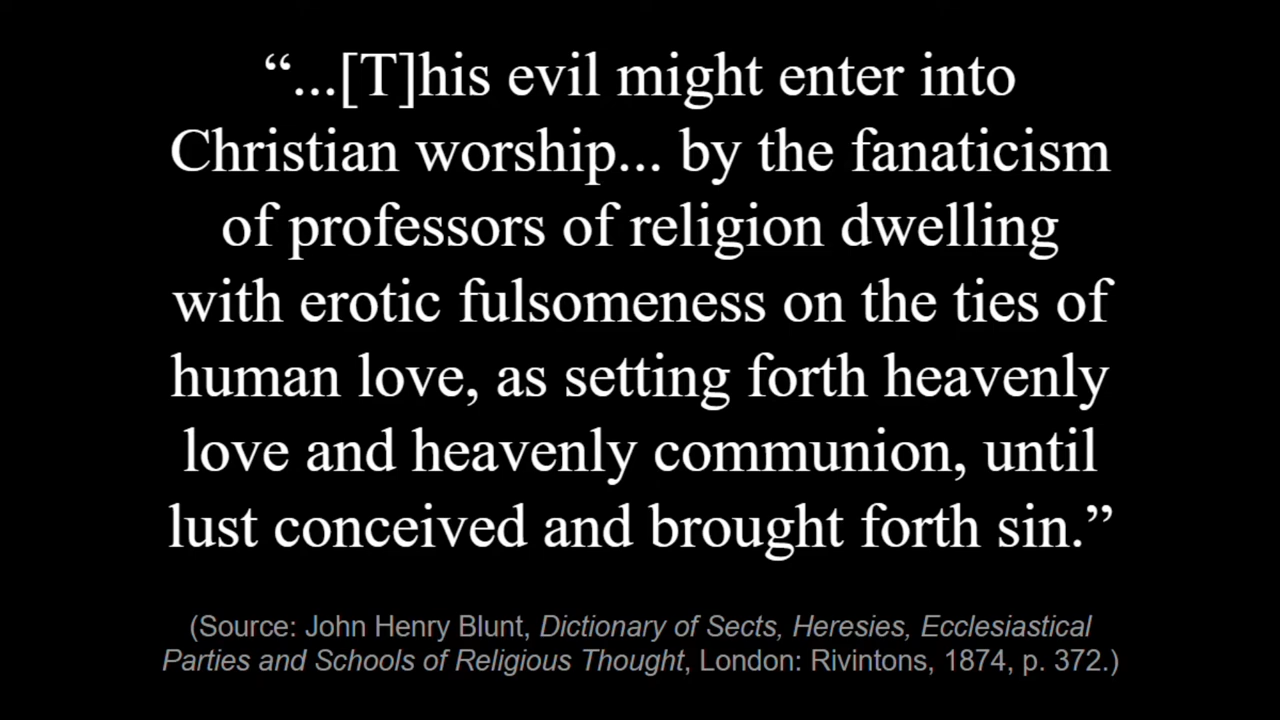 “...[T]his evil might enter into
Christian worship... by the fanaticism
of professors of religion dwelling
with erotic fulsomeness on the ties of
human love, as setting forth heavenly
love and heavenly communion, until
lust conceived and brought forth sin.”
(Source: John Henry Blunt, Dictionary of Sects, Heresies, Ecclesiastical
Parties and Schools of Religious Thought, London: Rivintons, 1874, p. 372.)